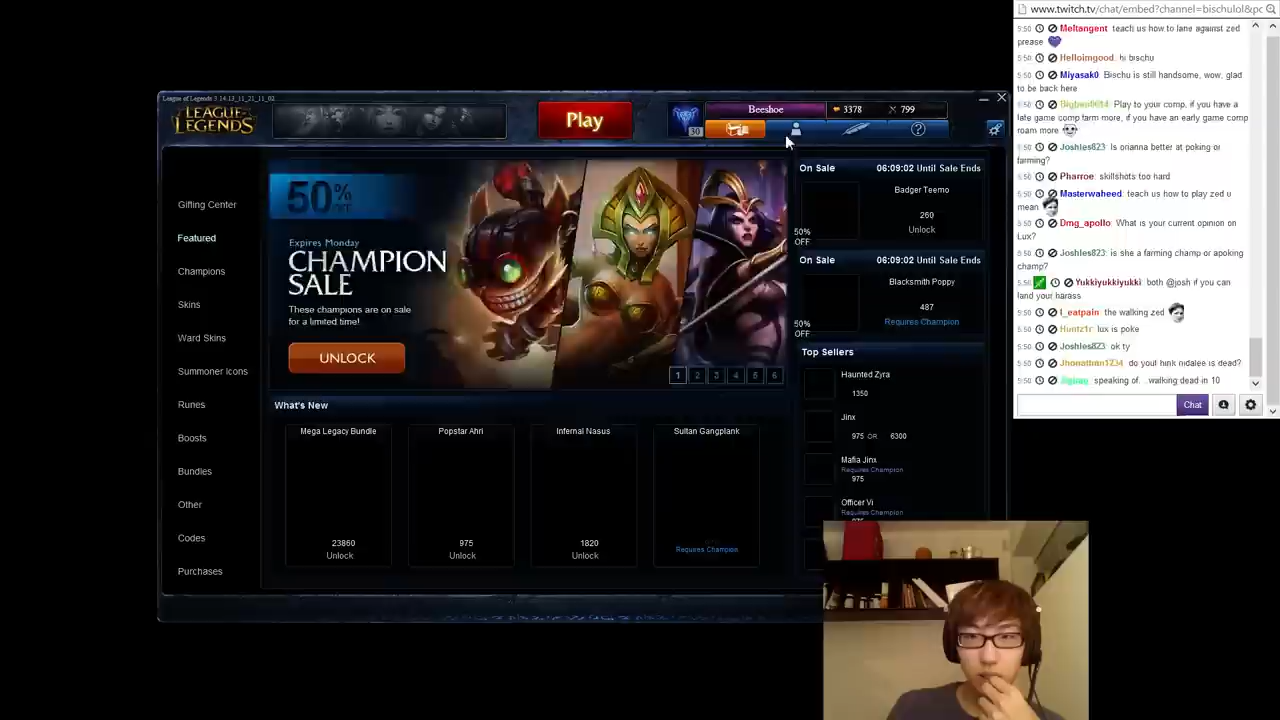 League of Legends 3.14.13_11_21_11_02
LEAGUE OF LEGENDS
Play
30
Beeshoe
3378
799
Gifting Center
Featured
Champions
Skins
Ward Skins
Summoner Icons
Runes
Boosts
Bundles
Other
Codes
Purchases
50% OFF
Expires Monday
CHAMPION
SALE
These champions are on sale
for a limited time!
UNLOCK
1 2 3 4 5 6
What's New
Mega Legacy Bundle
23860
Unlock
Popstar Ahri
975
Unlock
Infernal Nasus
1820
Unlock
Sultan Gangplank
Requires Champion
On Sale
06:09:02 Until Sale Ends
Badger Teemo
260
Unlock
50%
OFF
On Sale
06:09:02 Until Sale Ends
Blacksmith Poppy
487
Requires Champion
50%
OFF
Top Sellers
Haunted Zyra
1350
Jinx
975 OR 6300
Mafia Jinx
Requires Champion
975
Officer Vi
Requires Champion
975
www.twitch.tv/chat/embed?channel=bischulol&po
5:50 Meltangent: teach us how to lane against zed
prease
5:50 Helloimgood: hi bischu
5:50 Miyasak0: Bischu is still handsome, wow, glad
to be back here
5:50 Play to your comp, if you have a
late game comp farm more, if you have an early game comp
roam more
5:50 Joshles823: Is orianna better at poking or
farming?
5:50 Pharroe: skillshots too hard
5:50 Masterwaheed: teach us how to play zed u
mean
5:50 Dmg_apollo: What is your current opinion on
Lux?
5:50 Joshles823: is she a farming champ or apoking
champ?
5:50 Yukkiyukkiyukki: both @josh if you can
land your harass
5:50 I_eatpain: the walking zed
5:50 Huntz1r: lux is poke
5:50 Joshles823: ok ty
5:50 Jhonathan1234: do you think nidalee is dead?
5:50 speaking of... walking dead in 10
Chat